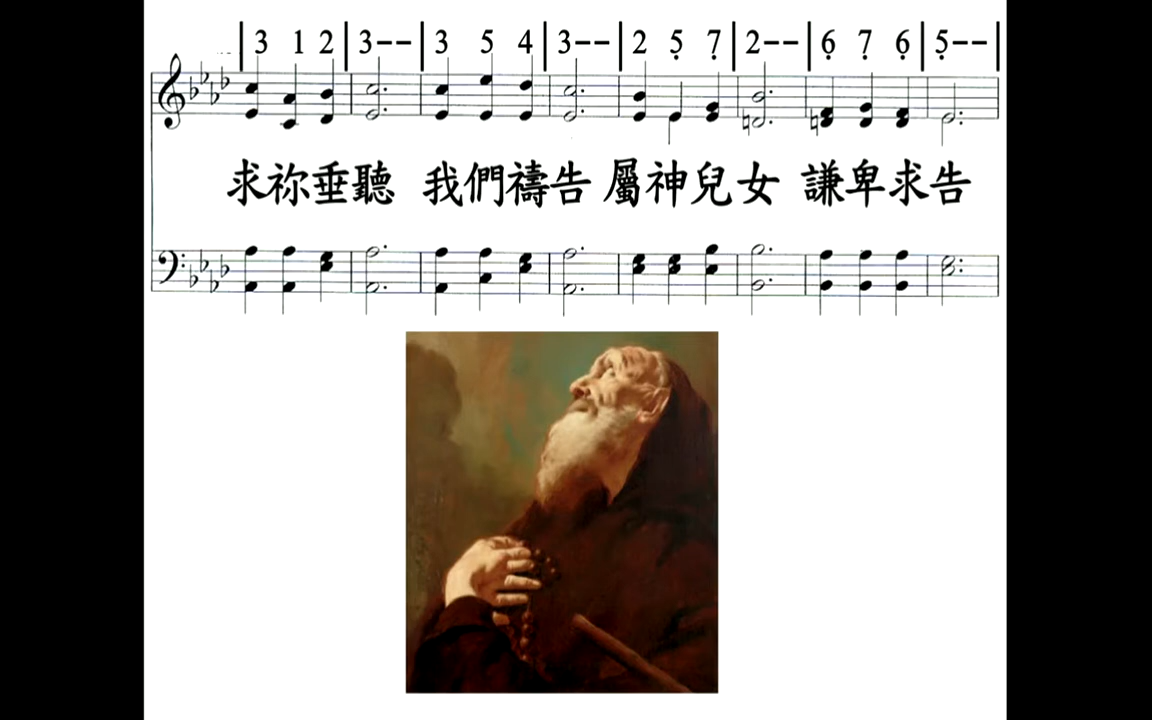 | 3 1 2 | 3-- | 3 5 4 | 3-- | 2 5̣ 7̣ | 2-- | 6̣ 7̣ 6̣ | 5̣-- |
求祢垂聽 我們禱告 屬神兒女 謙卑求告